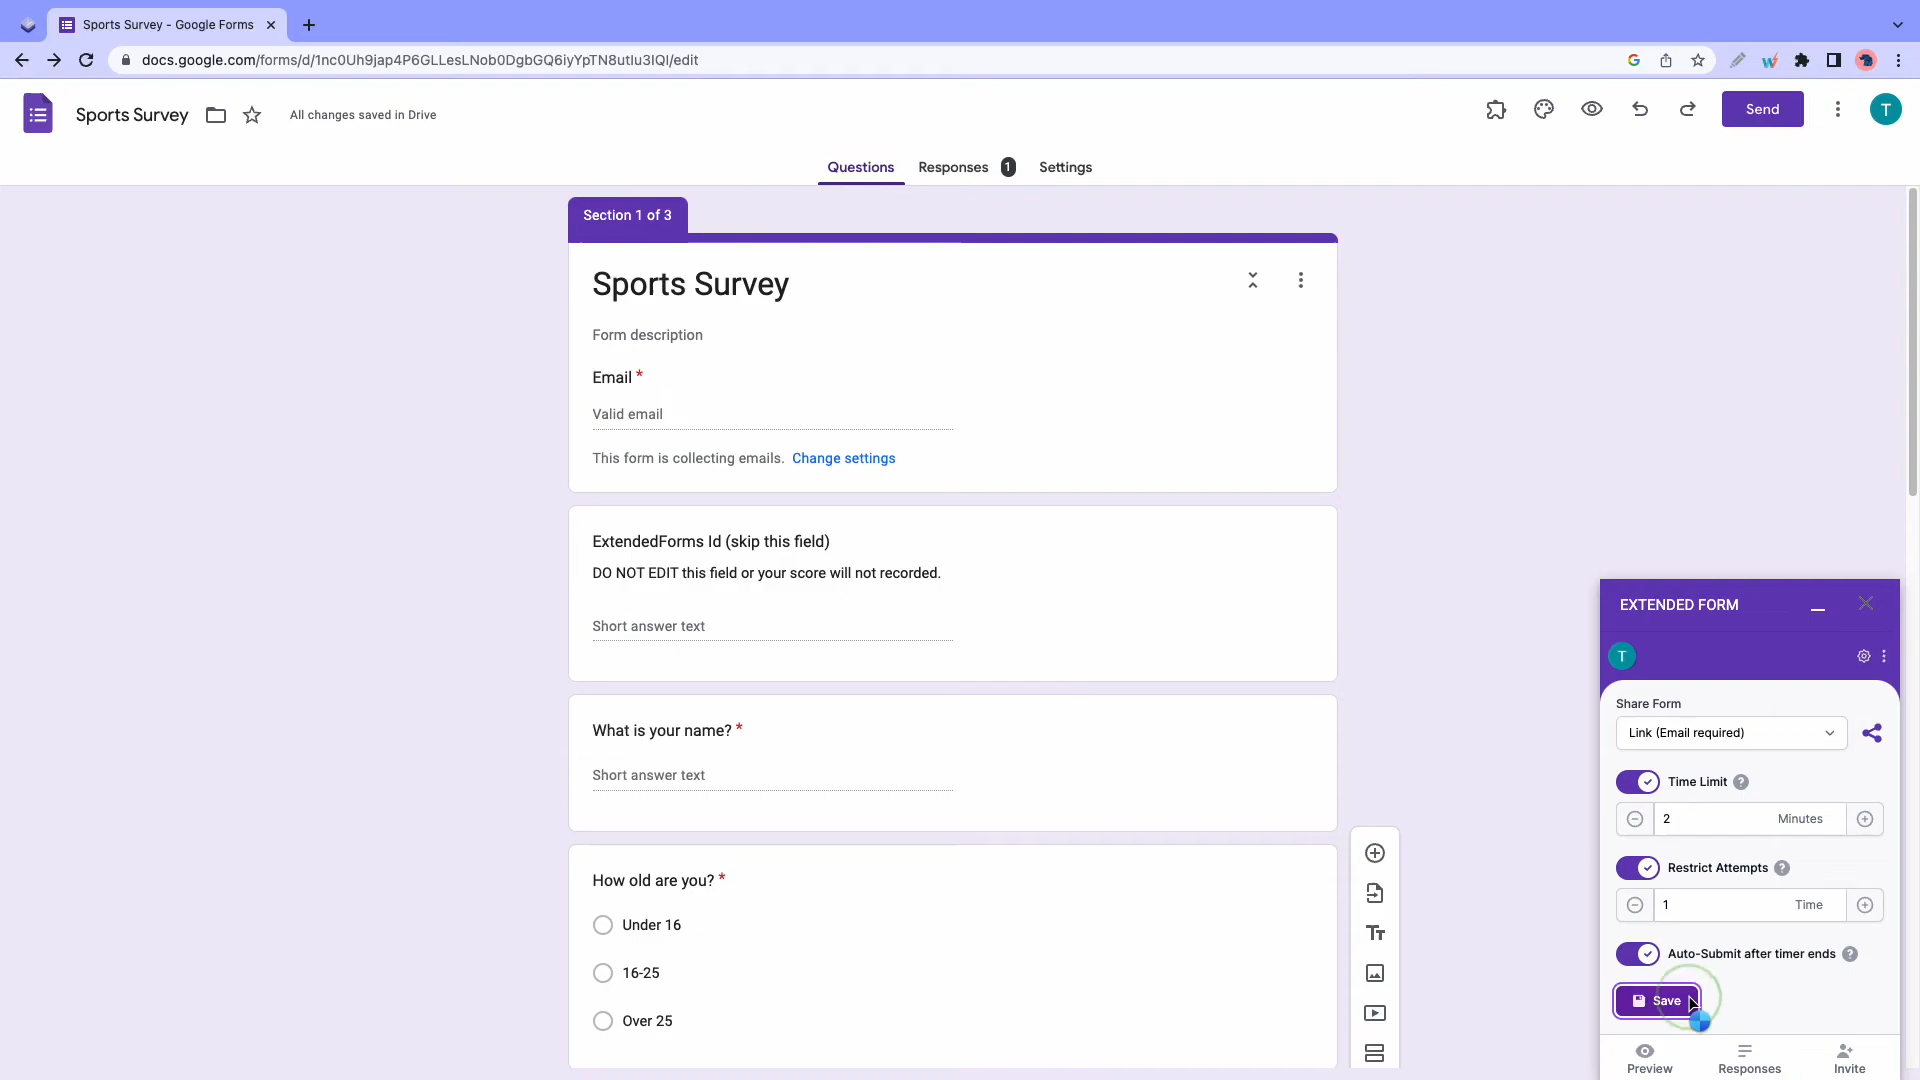 Sports Survey - Google Forms
docs.google.com/forms/d/1nc0Uh9jap4P6GLLesLNob0DgbGQ6iyYpTN8utIu3IQI/edit
Sports Survey
All changes saved in Drive
Send
T
Questions
Responses
1
Settings
Section 1 of 3
Sports Survey
Form description
Email *
Valid email
This form is collecting emails. Change settings
ExtendedForms Id (skip this field)
DO NOT EDIT this field or your score will not recorded.
Short answer text
What is your name? *
Short answer text
How old are you? *
Under 16
16-25
Over 25
EXTENDED FORM
T
Share Form
Link (Email required)
Time Limit ?
2 Minutes
Restrict Attempts ?
1 Time
Auto-Submit after timer ends ?
Save
Preview
Responses
Invite